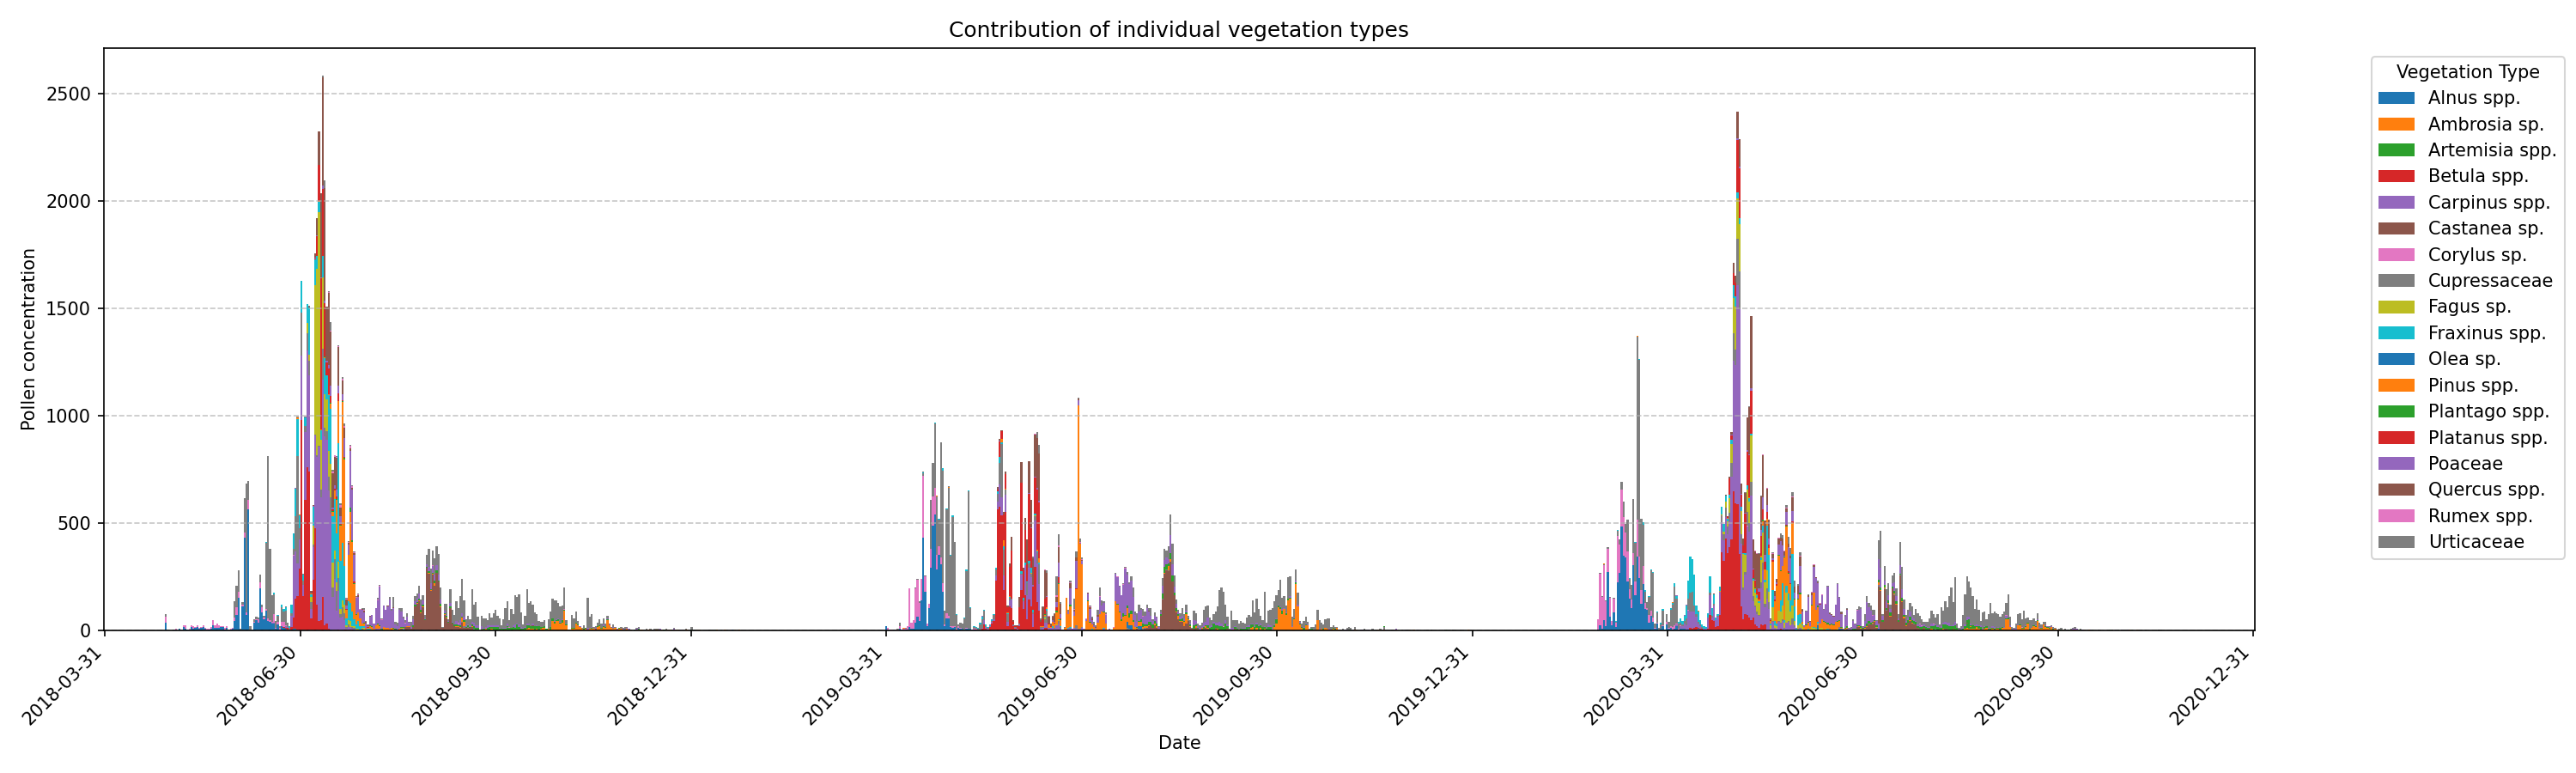 Contribution of individual vegetation types
Pollen concentration
2500
2000
1500
1000
500
0
2018-03-31
2018-06-30
2018-09-30
2018-12-31
2019-03-31
2019-06-30
2019-09-30
2019-12-31
2020-03-31
2020-06-30
2020-09-30
2020-12-31
Date
Vegetation Type
Alnus spp.
Ambrosia sp.
Artemisia spp.
Betula spp.
Carpinus spp.
Castanea sp.
Corylus sp.
Cupressaceae
Fagus sp.
Fraxinus spp.
Olea sp.
Pinus spp.
Plantago spp.
Platanus spp.
Poaceae
Quercus spp.
Rumex spp.
Urticaceae